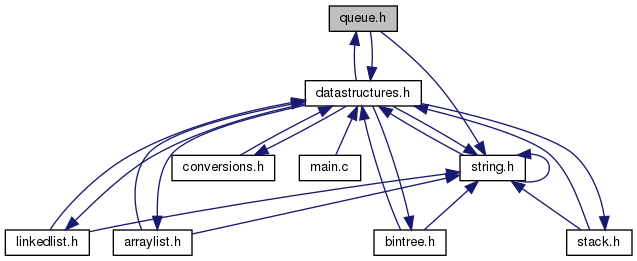 queue.h
datastructures.h
conversions.h
main.c
string.h
linkedlist.h
arraylist.h
bintree.h
stack.h